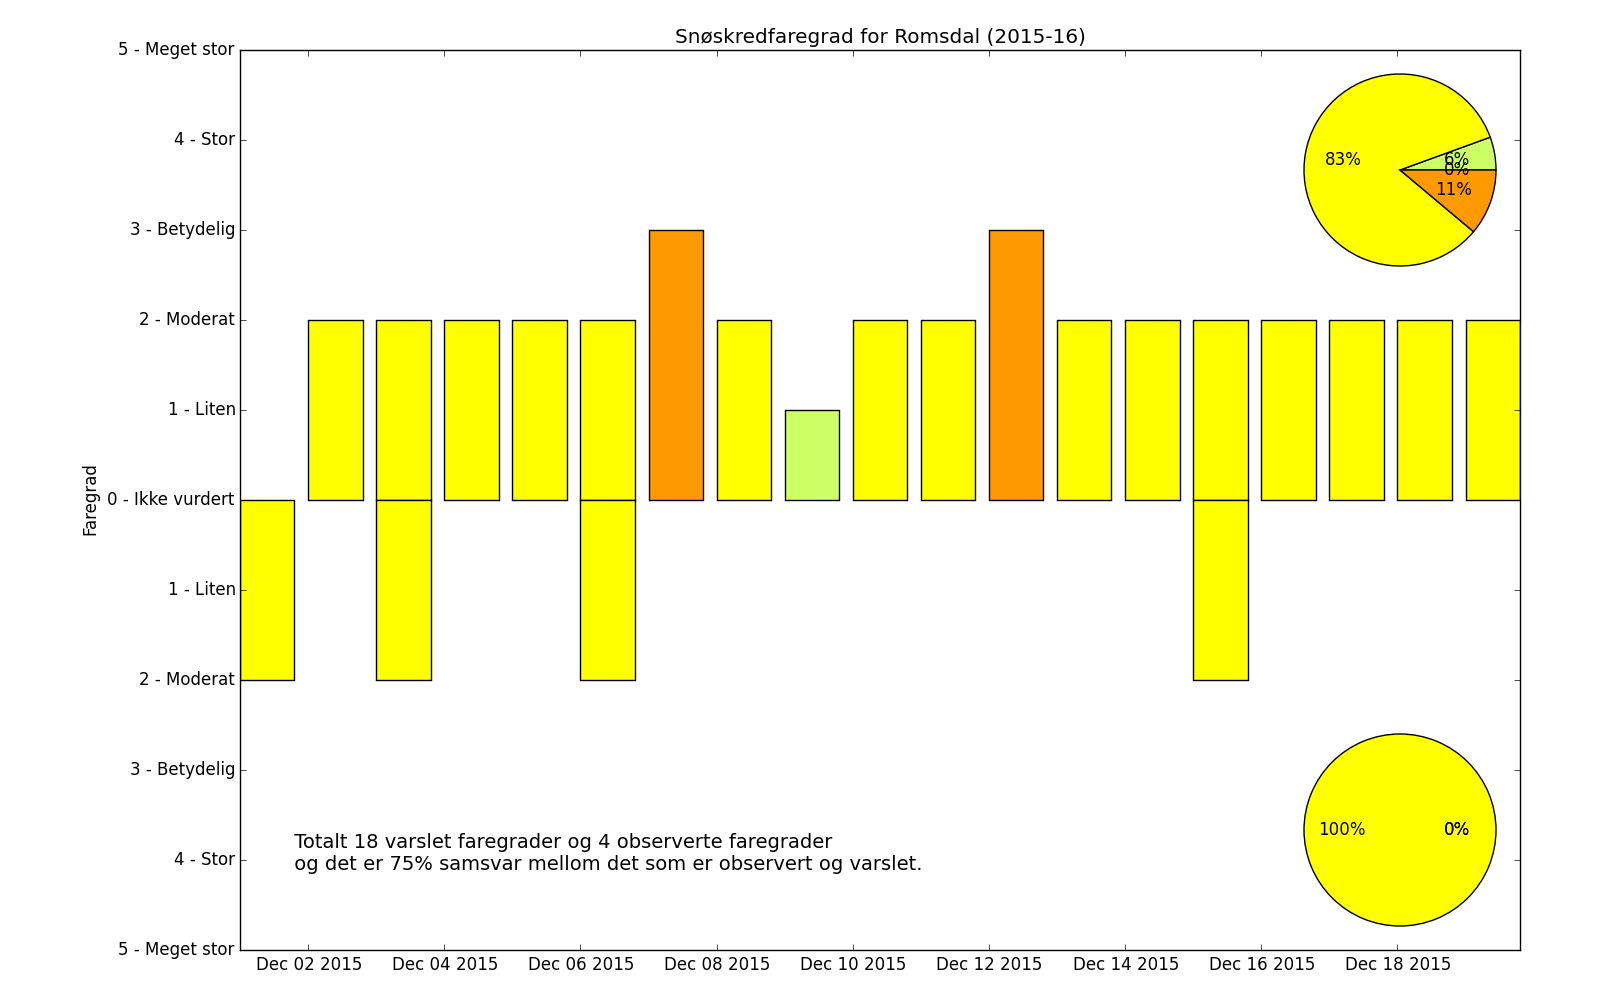 Snøskredfaregrad for Romsdal (2015-16)
5 - Meget stor
4 - Stor
3 - Betydelig
2 - Moderat
1 - Liten
0 - Ikke vurdert
1 - Liten
2 - Moderat
3 - Betydelig
4 - Stor
5 - Meget stor
Faregrad
83%
6%
0%
11%
100%
0%
Totalt 18 varslet faregrader og 4 observerte faregrader
og det er 75% samsvar mellom det som er observert og varslet.
Dec 02 2015
Dec 04 2015
Dec 06 2015
Dec 08 2015
Dec 10 2015
Dec 12 2015
Dec 14 2015
Dec 16 2015
Dec 18 2015